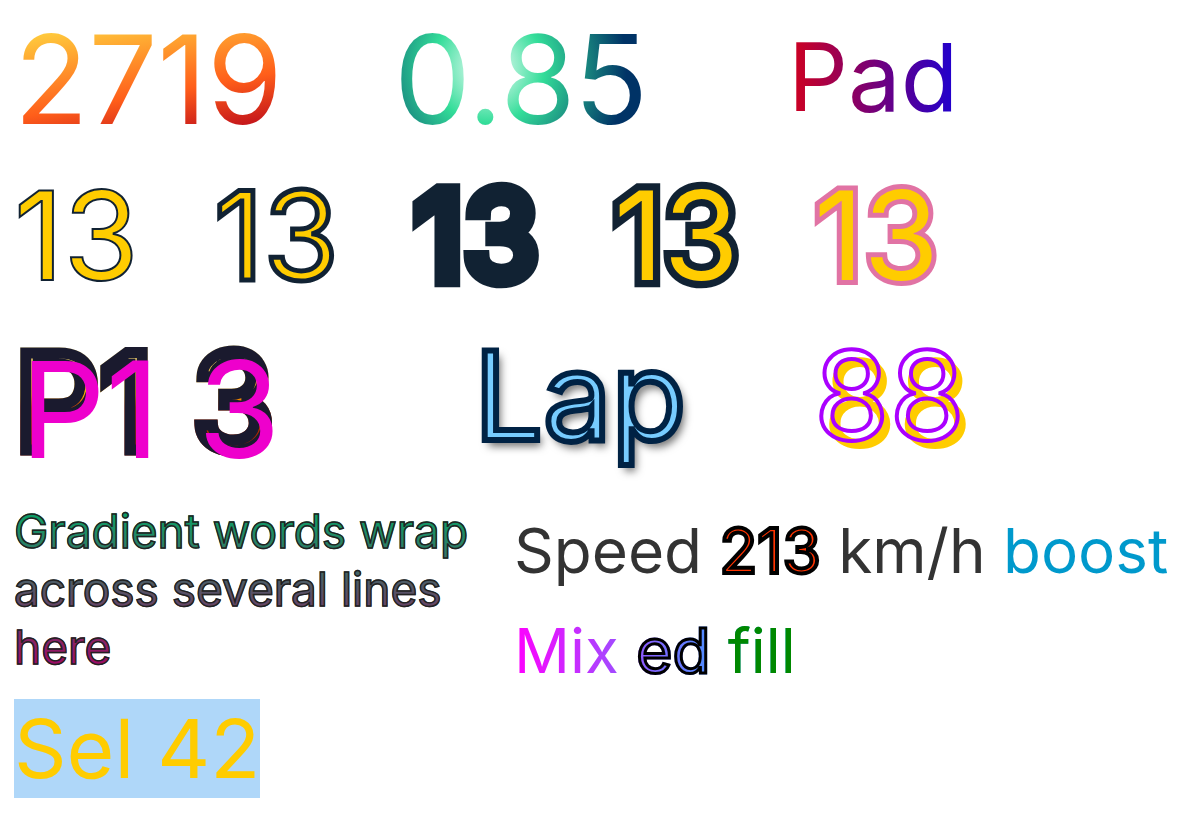 2719 0.85 Pad
13 13 13 13 13
P1 3 Lap 88
Gradient words wrap
across several lines
here
Speed 213 km/h boost
Mix ed fill
Sel 42